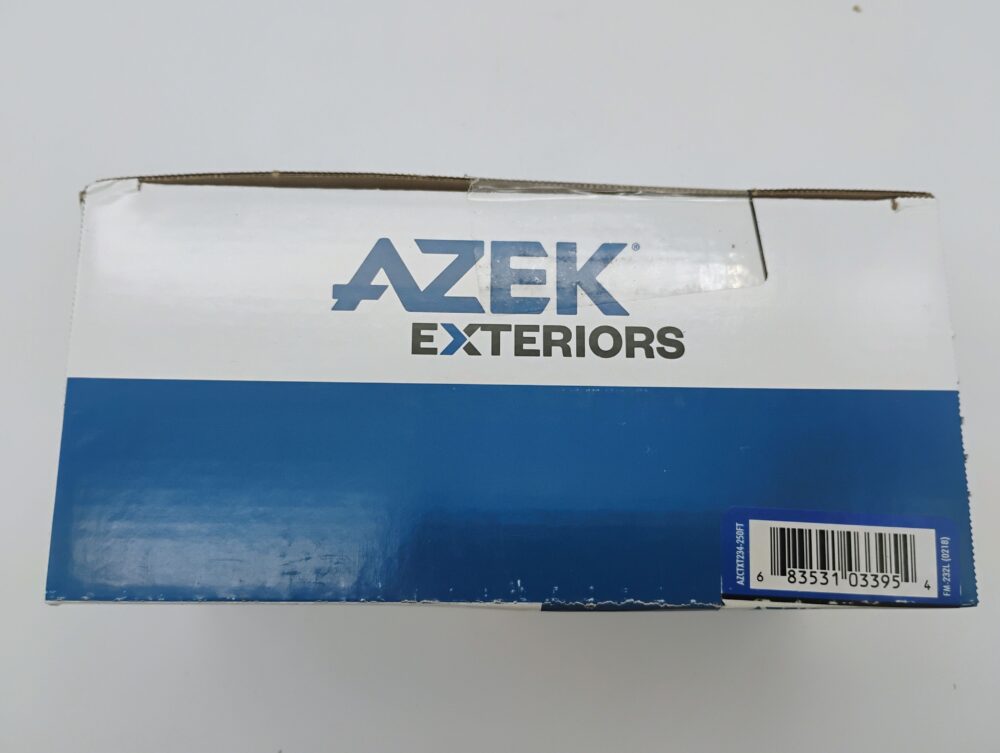 AZEK®
EXTERIORS
AZCTXT234-250FT
6 83531 03395 4
FM-232L (0218)